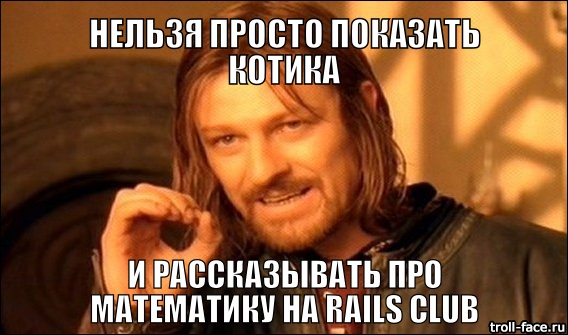 НЕЛЬЗЯ ПРОСТО ПОКАЗАТЬ
КОТИКА
И РАССКАЗЫВАТЬ ПРО
МАТЕМАТИКУ НА RAILS CLUB
troll-face.ru